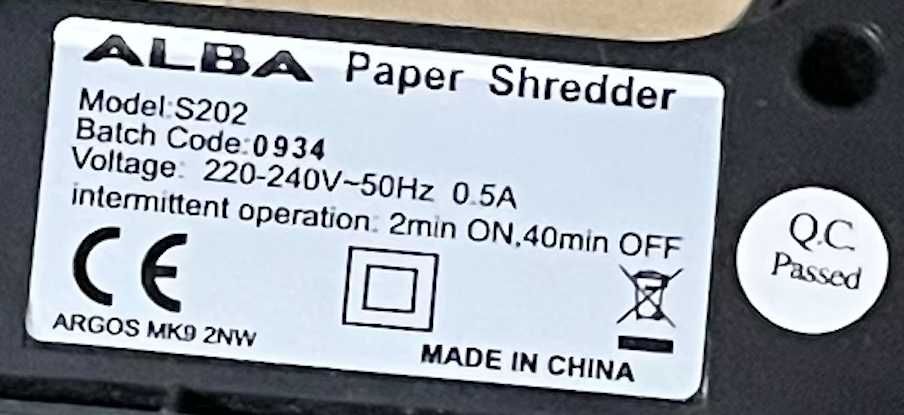 ALBA Paper Shredder
Model:S202
Batch Code:0934
Voltage: 220-240V~50Hz 0.5A
intermittent operation: 2min ON,40min OFF
CE
ARGOS MK9 2NW
MADE IN CHINA
Q.C.
Passed